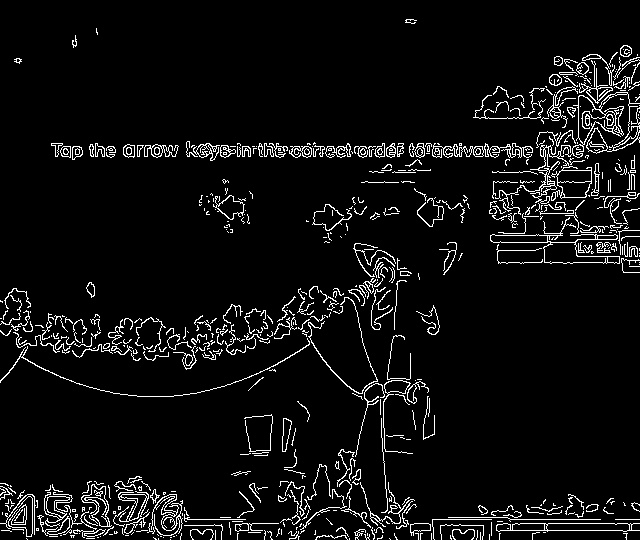 Tap the arrow keys in the correct order to activate the rune.
Lv. 224
45376